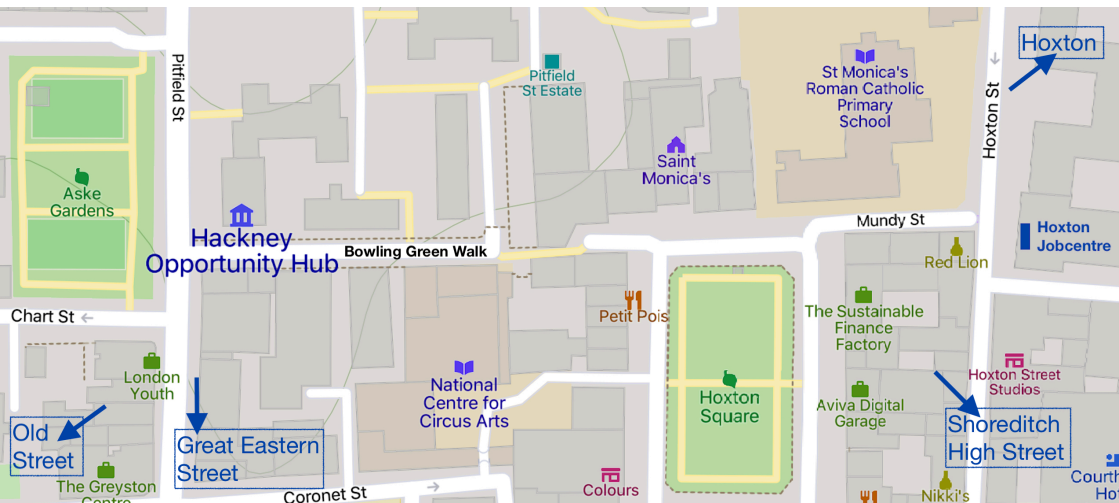 Hoxton
Pitfield St
Pitfield
St Estate
St Monica's
Roman Catholic
Primary
School
Hoxton St
Saint
Monica's
Aske
Gardens
Mundy St
Hackney
Opportunity Hub
Bowling Green Walk
Hoxton
Jobcentre
Red Lion
Chart St
Petit Pois
The Sustainable
Finance
Factory
London
Youth
National
Centre for
Circus Arts
Hoxton
Square
Hoxton Street
Studios
Aviva Digital
Garage
Old
Street
Great Eastern
Street
Shoreditch
High Street
The Greyston
Centre
Coronet St
Colours
Nikki's
Courth
H